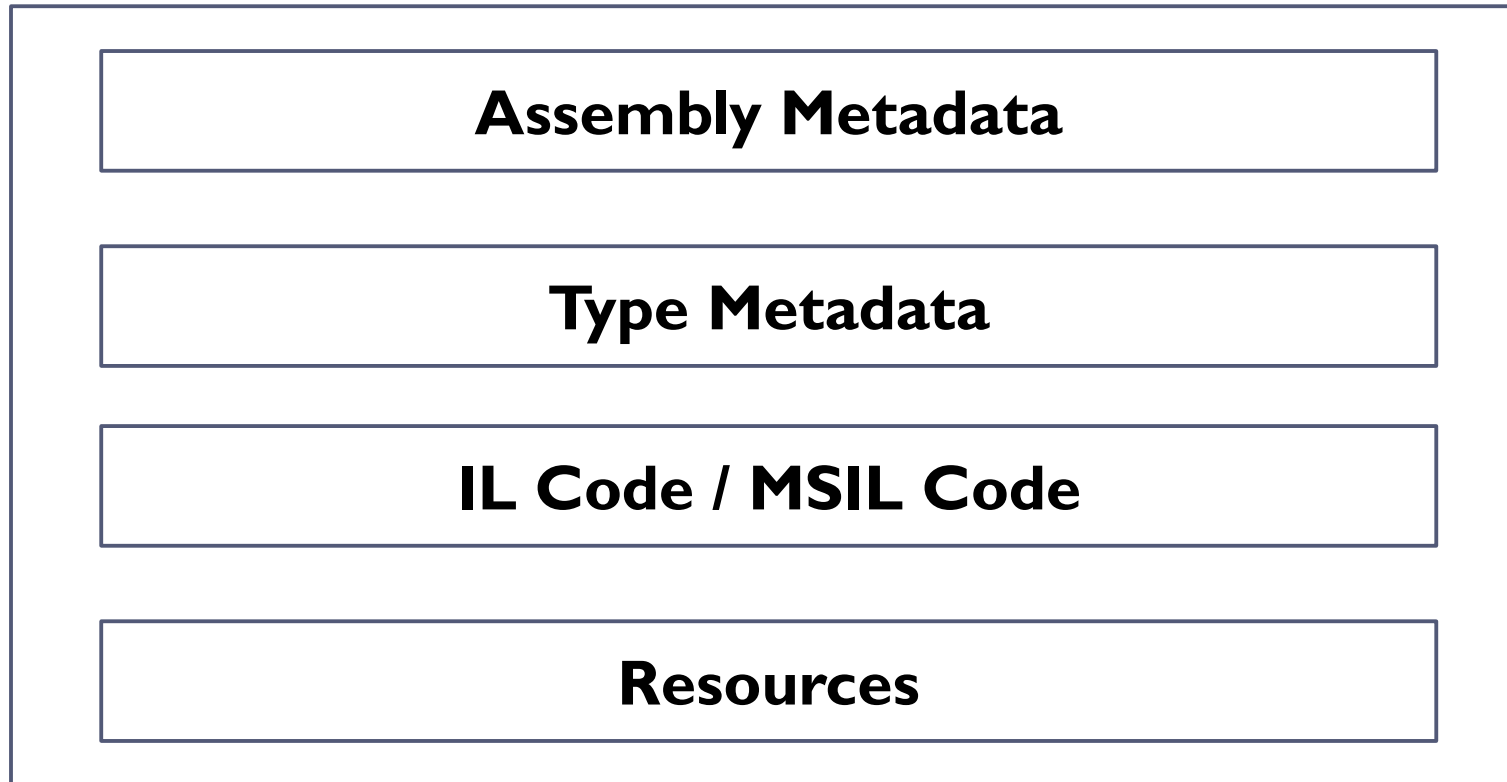 Assembly Metadata
Type Metadata
IL Code / MSIL Code
Resources